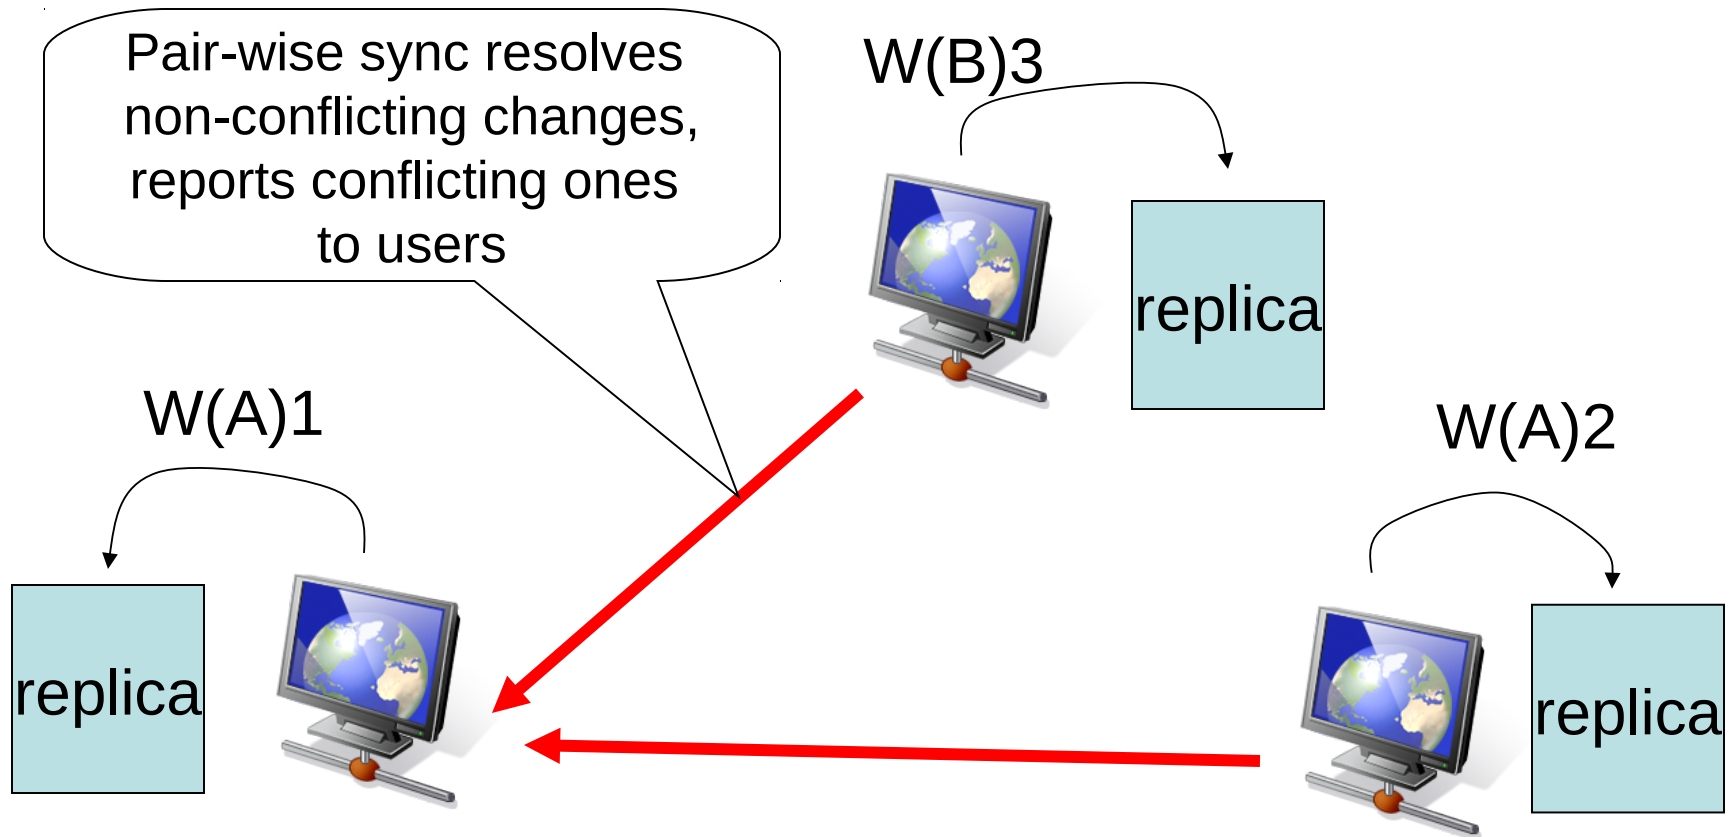 Pair-wise sync resolves
non-conflicting changes,
reports conflicting ones
to users
W(B)3
replica
W(A)1
replica
W(A)2
replica